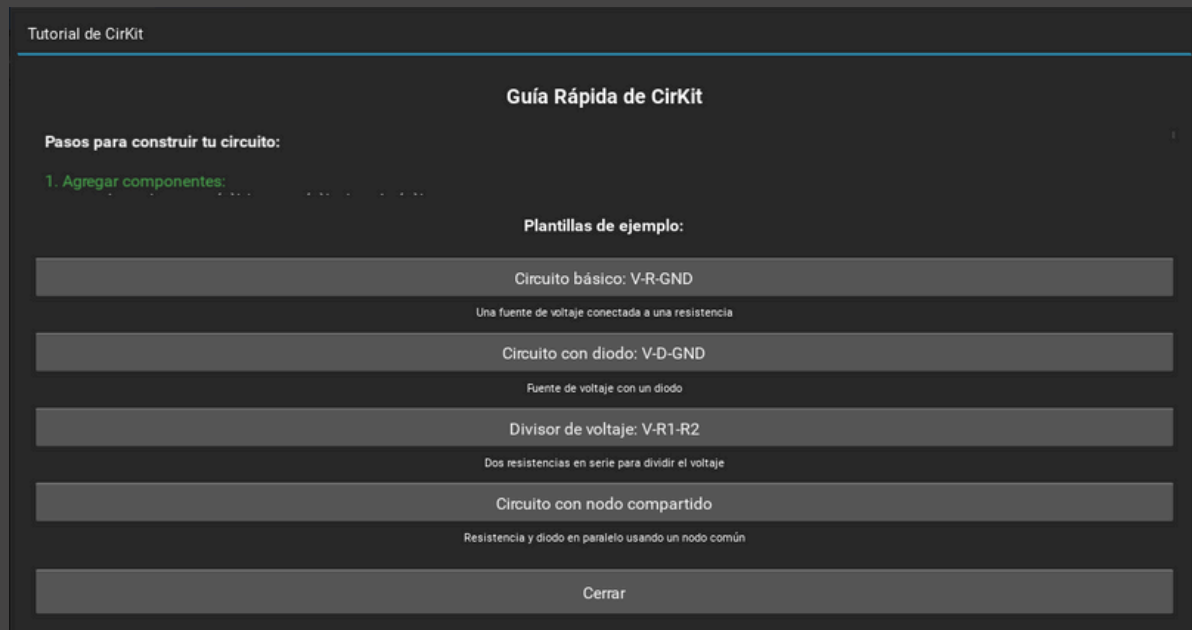 Tutorial de CirKit
Guía Rápida de CirKit
Pasos para construir tu circuito:
1. Agregar componentes:
Plantillas de ejemplo:
Circuito básico: V-R-GND
Una fuente de voltaje conectada a una resistencia
Circuito con diodo: V-D-GND
Fuente de voltaje con un diodo
Divisor de voltaje: V-R1-R2
Dos resistencias en serie para dividir el voltaje
Circuito con nodo compartido
Resistencia y diodo en paralelo usando un nodo común
Cerrar